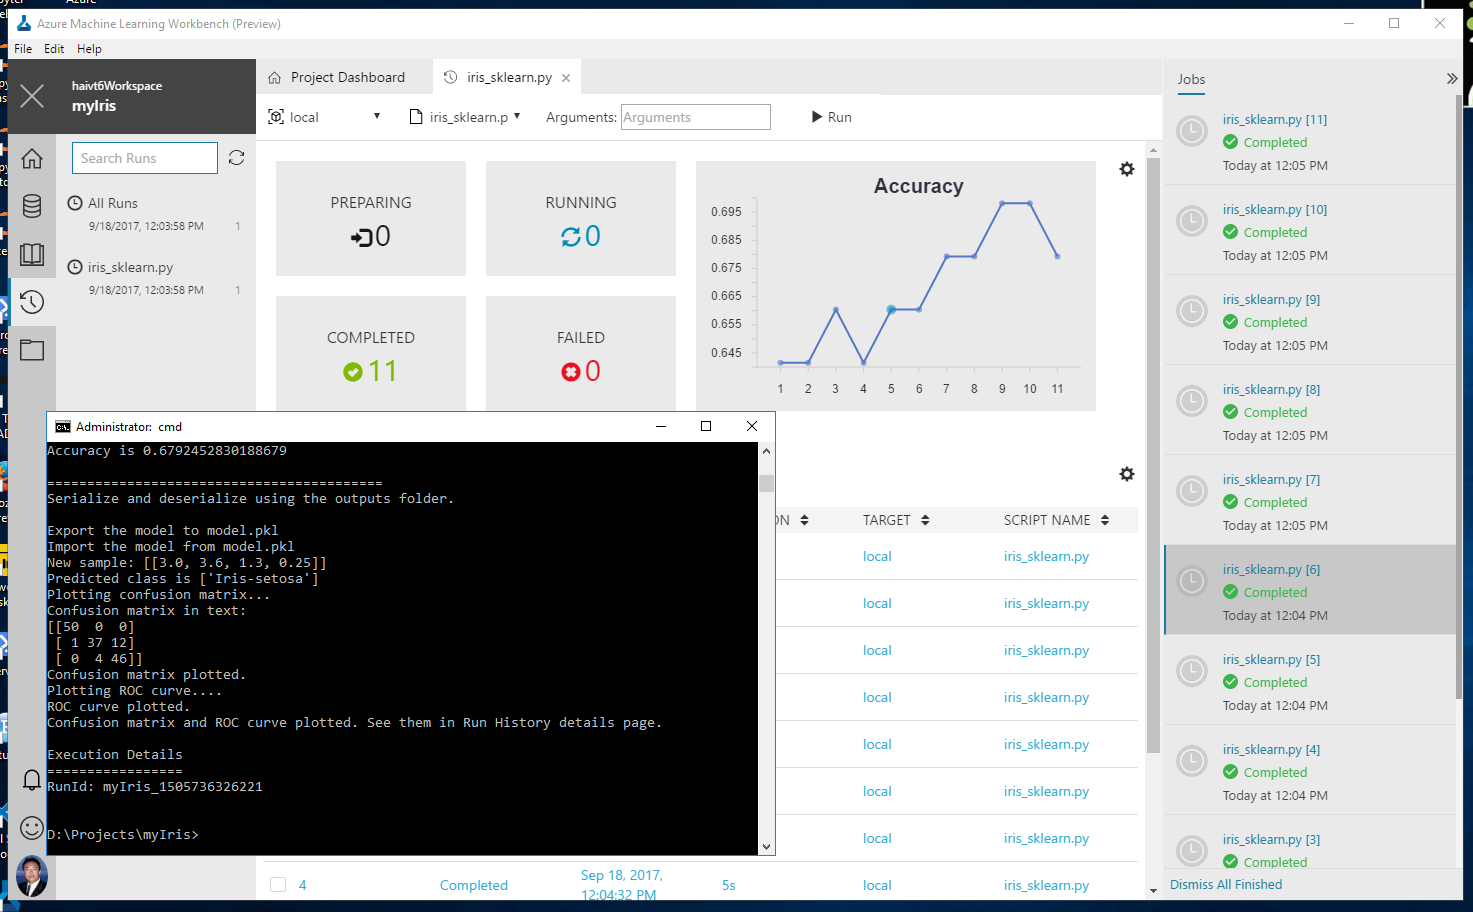 Azure Machine Learning Workbench (Preview)
File Edit Help
haivt6Workspace
myIris
Search Runs
All Runs
9/18/2017, 12:03:58 PM 1
iris_sklearn.py
9/18/2017, 12:03:58 PM 1
Project Dashboard
iris_sklearn.py
local
iris_sklearn.p
Arguments: Arguments
Run
PREPARING
0
RUNNING
0
COMPLETED
11
FAILED
0
Accuracy
0.695
0.685
0.675
0.665
0.655
0.645
1 2 3 4 5 6 7 8 9 10 11
TARGET SCRIPT NAME
local iris_sklearn.py
local iris_sklearn.py
local iris_sklearn.py
local iris_sklearn.py
local iris_sklearn.py
local iris_sklearn.py
local iris_sklearn.py
4 Completed Sep 18, 2017, 5s local iris_sklearn.py
12:04:32 PM
Administrator: cmd
Accuracy is 0.6792452830188679
==========================================
Serialize and deserialize using the outputs folder.
Export the model to model.pkl
Import the model from model.pkl
New sample: [[3.0, 3.6, 1.3, 0.25]]
Predicted class is ['Iris-setosa']
Plotting confusion matrix...
Confusion matrix in text:
[[50 0 0]
[ 1 37 12]
[ 0 4 46]]
Confusion matrix plotted.
Plotting ROC curve....
ROC curve plotted.
Confusion matrix and ROC curve plotted. See them in Run History details page.
Execution Details
=================
RunId: myIris_1505736326221
D:\Projects\myIris>
Jobs
iris_sklearn.py [11]
Completed
Today at 12:05 PM
iris_sklearn.py [10]
Completed
Today at 12:05 PM
iris_sklearn.py [9]
Completed
Today at 12:05 PM
iris_sklearn.py [8]
Completed
Today at 12:05 PM
iris_sklearn.py [7]
Completed
Today at 12:05 PM
iris_sklearn.py [6]
Completed
Today at 12:04 PM
iris_sklearn.py [5]
Completed
Today at 12:04 PM
iris_sklearn.py [4]
Completed
Today at 12:04 PM
iris_sklearn.py [3]
Completed
Dismiss All Finished